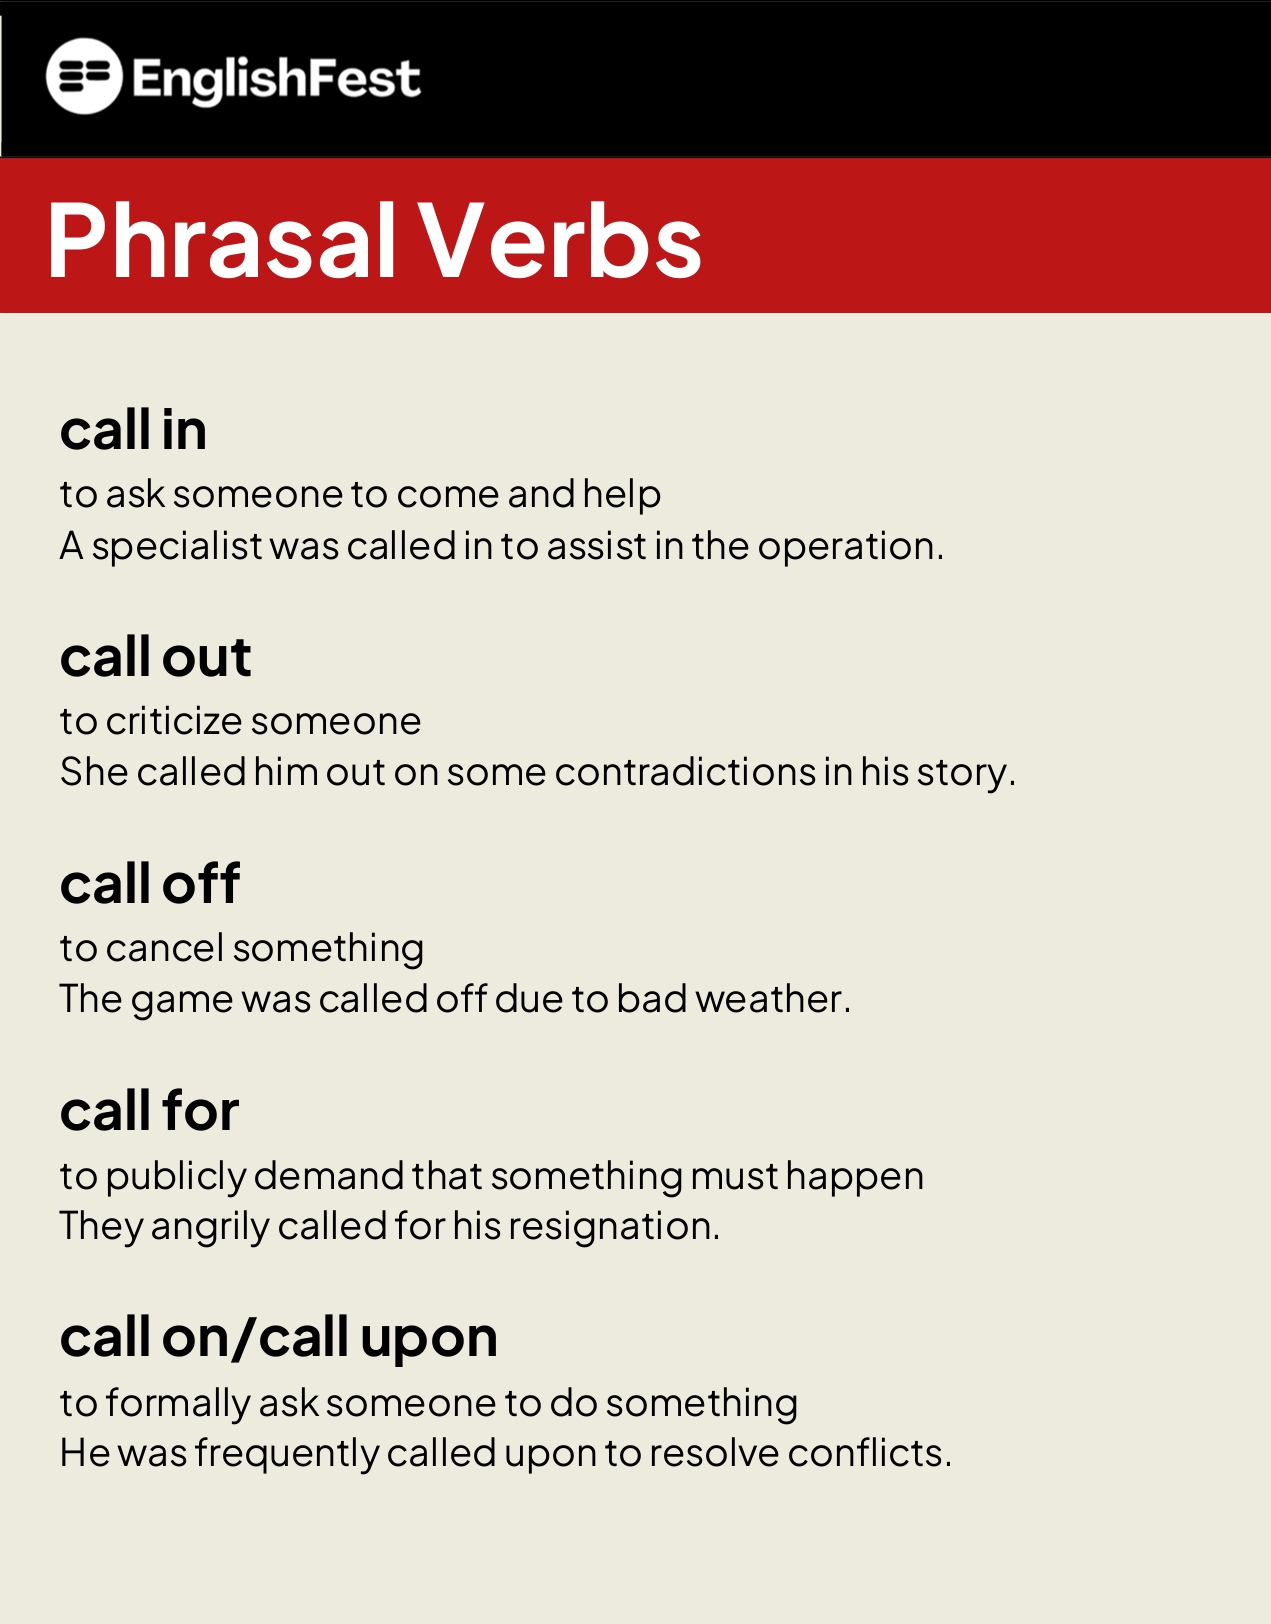 EnglishFest
Phrasal Verbs
call in
to ask someone to come and help
A specialist was called in to assist in the operation.
call out
to criticize someone
She called him out on some contradictions in his story.
call off
to cancel something
The game was called off due to bad weather.
call for
to publicly demand that something must happen
They angrily called for his resignation.
call on/call upon
to formally ask someone to do something
He was frequently called upon to resolve conflicts.